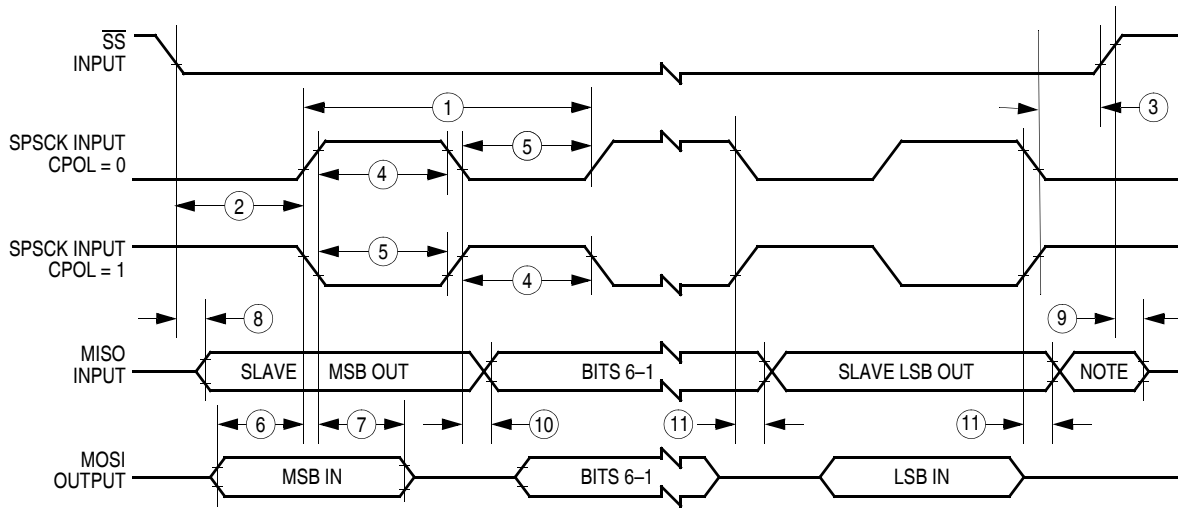 SS
INPUT
1
3
SPSCK INPUT
CPOL = 0
5
4
2
SPSCK INPUT
CPOL = 1
5
4
8
9
MISO
INPUT
SLAVE MSB OUT
BITS 6–1
SLAVE LSB OUT
NOTE
6
7
10
11
11
MOSI
OUTPUT
MSB IN
BITS 6–1
LSB IN